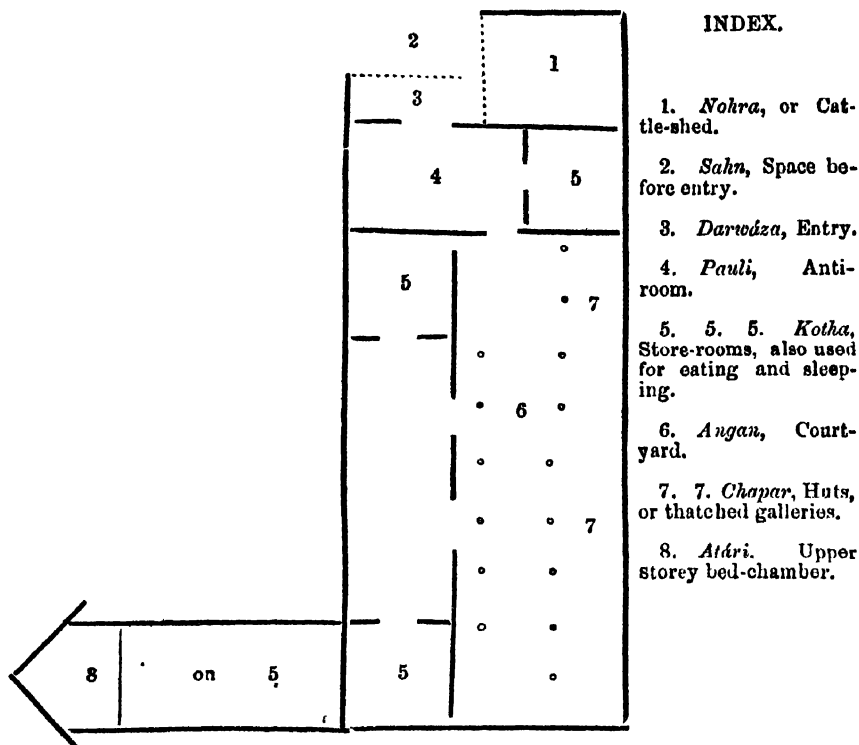 INDEX.
2
1
3
4
5
5
7
6
7
8 on 5
5
1. Nohra, or Cat-
tle-shed.
2. Sahn, Space be-
fore entry.
3. Darwáza, Entry.
4. Pauli, Anti-
room.
5. 5. 5. Kotha,
Store-rooms, also used
for eating and sleep-
ing.
6. Angan, Court-
yard.
7. 7. Chapar, Huts,
or thatched galleries.
8. Atári. Upper
storey bed-chamber.